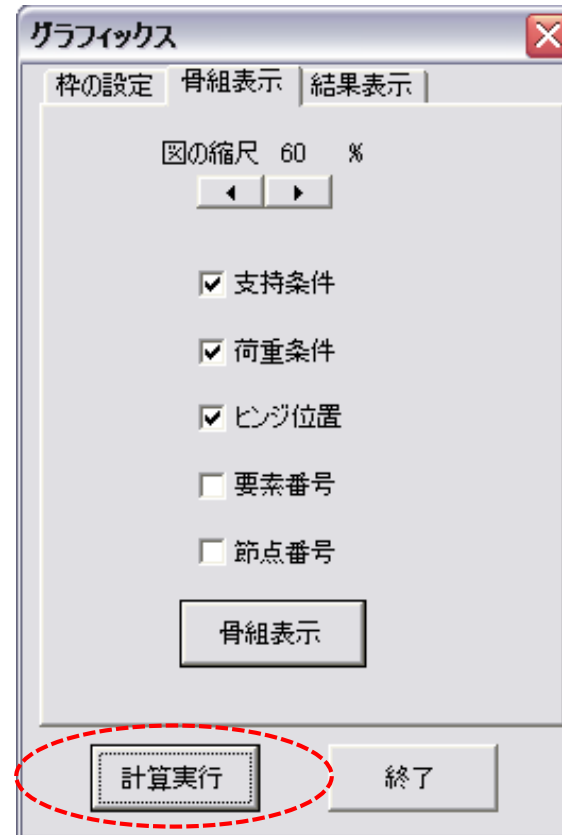 グラフィックス
枠の設定 骨組表示 結果表示
図の縮尺 60 %
支持条件
荷重条件
ヒンジ位置
要素番号
節点番号
骨組表示
計算実行 終了